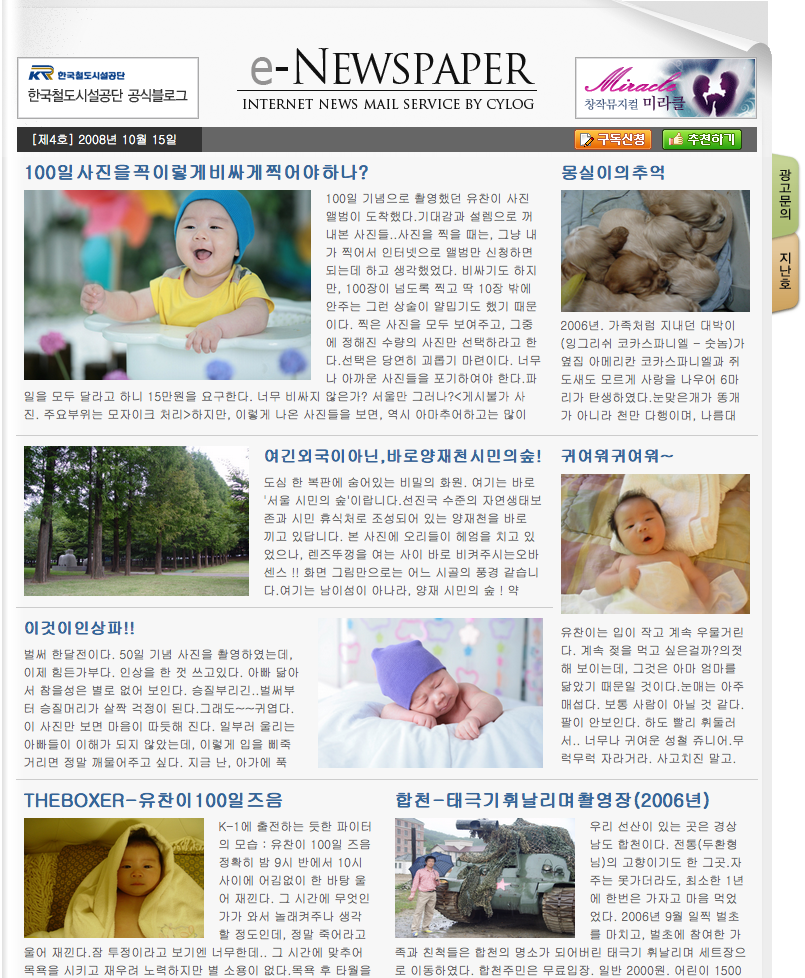 KR 한국철도시설공단
한국철도시설공단 공식블로그
e-NEWSPAPER
INTERNET NEWS MAIL SERVICE BY CYLOG
Miracle
창작뮤지컬 미라클
[제4호] 2008년 10월 15일
구독신청
추천하기
광고문의
지난호
100일사진을꼭이렇게비싸게찍어야하나?
100일 기념으로 촬영했던 유찬이 사진
앨범이 도착했다.기대감과 설렘으로 꺼
내본 사진들..사진을 찍을 때는, 그냥 내
가 찍어서 인터넷으로 앨범만 신청하면
되는데 하고 생각했었다. 비싸기도 하지
만, 100장이 넘도록 찍고 딱 10장 밖에
안주는 그런 상술이 얄밉기도 했기 때문
이다. 찍은 사진을 모두 보여주고, 그중
에 정해진 수량의 사진만 선택하라고 한
다.선택은 당연히 괴롭기 마련이다. 너무
나 아까운 사진들을 포기하여야 한다.파
일을 모두 달라고 하니 15만원을 요구한다. 너무 비싸지 않은가? 서울만 그러나?<게시불가 사
진. 주요부위는 모자이크 처리>하지만, 이렇게 나온 사진들을 보면, 역시 아마추어하고는 많이
몽실이의추억
2006년. 가족처럼 지내던 대박이
(잉그리쉬 코카스파니엘 - 숫놈)가
옆집 아메리칸 코카스파니엘과 쥐
도새도 모르게 사랑을 나누어 6마
리가 탄생하였다.눈맞은개가 똥개
가 아니라 천만 다행이며, 나름대
여긴외국이아닌,바로양재천시민의숲!
도심 한 복판에 숨어있는 비밀의 화원. 여기는 바로
'서울 시민의 숲'이랍니다.선진국 수준의 자연생태보
존과 시민 휴식처로 조성되어 있는 양재천을 바로
끼고 있답니다. 본 사진에 오리들이 헤엄을 치고 있
었으나, 렌즈뚜껑을 여는 사이 바로 비켜주시는오바
센스 !! 화면 그림만으로는 어느 시골의 풍경 같습니
다.여기는 남이섬이 아니라, 양재 시민의 숲 ! 약
귀여워귀여워~
유찬이는 입이 작고 계속 우물거린
다. 계속 젖을 먹고 싶은걸까?의젓
해 보이는데, 그것은 아마 엄마를
닮았기 때문일 것이다.눈매는 아주
매섭다. 보통 사람이 아닐 것 같다.
팔이 안보인다. 하도 빨리 휘둘러
서.. 너무나 귀여운 성철 쥬니어.무
럭무럭 자라거라. 사고치진 말고.
이것이인상파!!
벌써 한달전이다. 50일 기념 사진을 촬영하였는데,
이제 힘든가부다. 인상을 한 껏 쓰고있다. 아빠 닮아
서 참을성은 별로 없어 보인다. 승질부리긴..벌써부
터 승질머리가 살짝 걱정이 된다.그래도~~귀엽다.
이 사진만 보면 마음이 따듯해 진다. 일부러 울리는
아빠들이 이해가 되지 않았는데, 이렇게 입을 삐죽
거리면 정말 깨물어주고 싶다. 지금 난, 아가에 푹
THEBOXER-유찬이100일즈음
K-1에 출전하는 듯한 파이터
의 모습 : 유찬이 100일 즈음
정확히 밤 9시 반에서 10시
사이에 어김없이 한 바탕 울
어 재낀다. 그 시간에 무엇인
가가 와서 놀래켜주나 생각
할 정도인데, 정말 죽어라고
울어 재낀다.잠 투정이라고 보기엔 너무한데.. 그 시간에 맞추어
목욕을 시키고 재우려 노력하지만 별 소용이 없다.목욕 후 타월을
합천-태극기휘날리며촬영장(2006년)
우리 선산이 있는 곳은 경상
남도 합천이다. 전통(두환형
님)의 고향이기도 한 그곳.자
주는 못가더라도, 최소한 1년
에 한번은 가자고 마음 먹었
었다. 2006년 9월 일찍 벌초
를 마치고, 벌초에 참여한 가
족과 친척들은 합천의 명소가 되어버린 태극기 휘날리며 세트장으
로 이동하였다. 합천주민은 무료입장. 일반 2000원. 어린이 1500